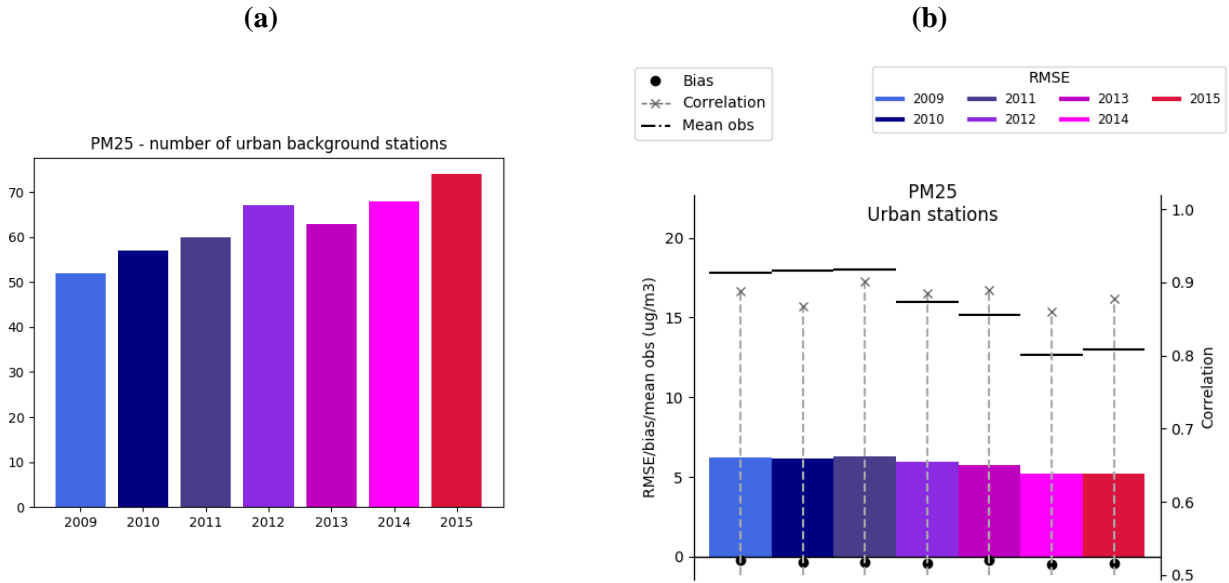 (a)
PM25 - number of urban background stations
70
60
50
40
30
20
10
0
2009 2010 2011 2012 2013 2014 2015
(b)
Bias
Correlation
Mean obs
RMSE
2009 2011 2013 2015
2010 2012 2014
PM25
Urban stations
RMSE/bias/mean obs (ug/m3)
20
15
10
5
0
1.0
0.9
0.8
0.7
0.6
0.5
Correlation